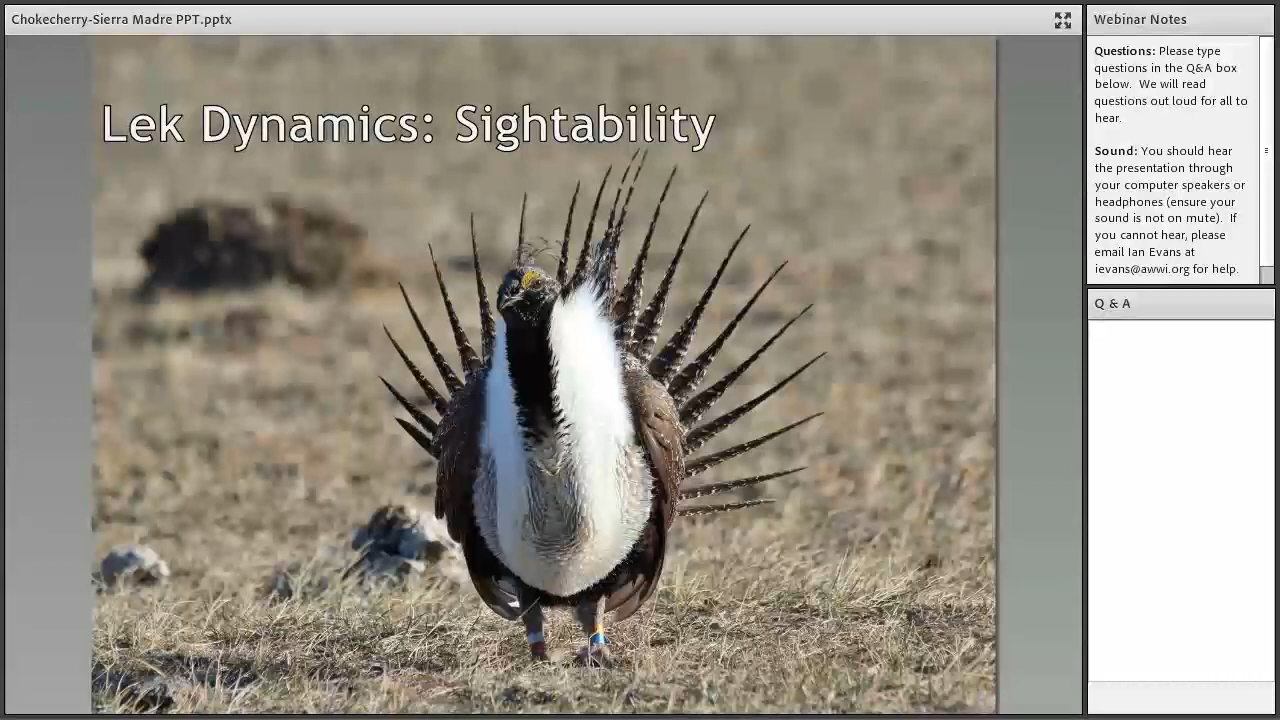 Chokecherry-Sierra Madre PPT.pptx
Lek Dynamics: Sightability
Webinar Notes
Questions: Please type
questions in the Q&A box
below. We will read
questions out loud for all to
hear.
Sound: You should hear
the presentation through
your computer speakers or
headphones (ensure your
sound is not on mute). If
you cannot hear, please
email Ian Evans at
ievans@awwi.org for help.
Q & A